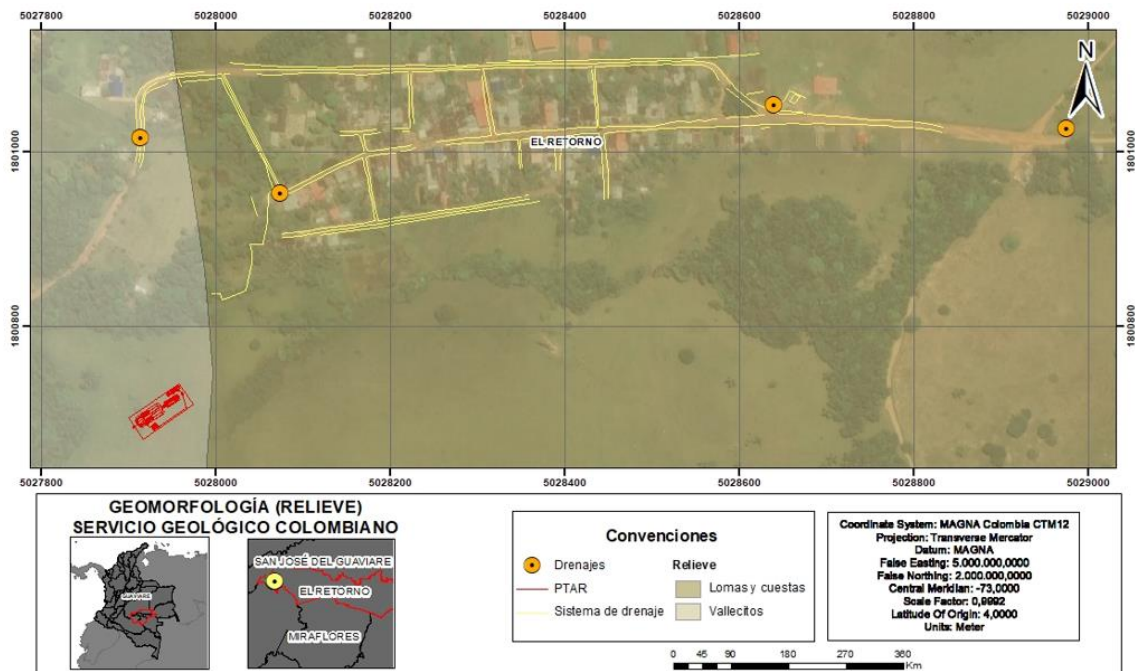 5027800 5028000 5028200 5028400 5028600 5028800 5029000
N
1801000 1801000
EL RETORNO
1800800 1800800
5027800 5028000 5028200 5028400 5028600 5028800 5029000
GEOMORFOLOGÍA (RELIEVE)
SERVICIO GEOLÓGICO COLOMBIANO
GUAVIARE
SAN JOSÉ DEL GUAVIARE
EL RETORNO
MIRAFLORES
Convenciones
Drenajes
PTAR
Sistema de drenaje
Relieve
Lomas y cuestas
Vallecitos
Coordinate System: MAGNA Colombia CTM12
Projection: Transverse Mercator
Datum: MAGNA
False Easting: 5.000.000,0000
False Northing: 2.000.000,0000
Central Meridian: -73,0000
Scale Factor: 0,9992
Latitude Of Origin: 4,0000
Units: Meter
0 45 90 180 270 360
Km